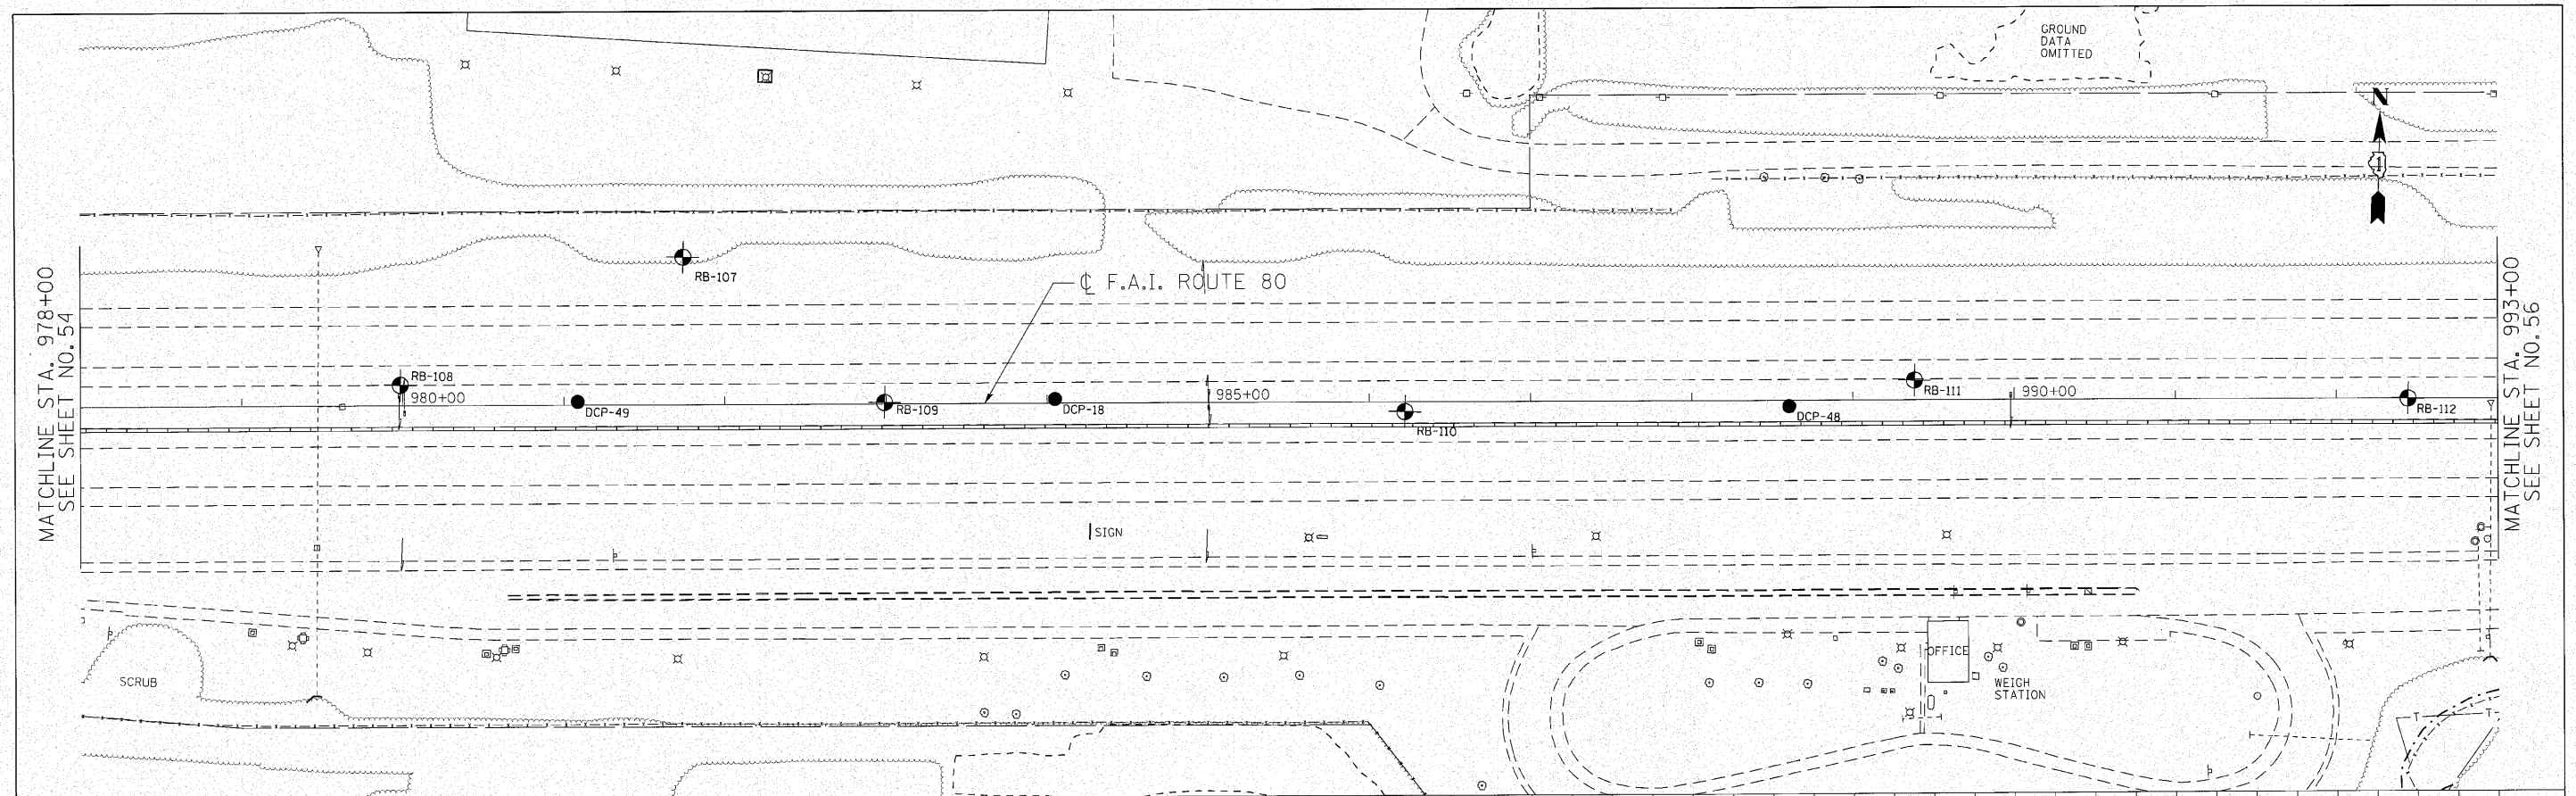 GROUND
DATA
OMITTED
N
1
MATCHLINE STA. 978+00
SEE SHEET NO.54
RB-107
℄ F.A.I. ROUTE 80
RB-108
980+00
DCP-49
RB-109
DCP-18
985+00
RB-110
DCP-48
RB-111
990+00
RB-112
MATCHLINE STA. 993+00
SEE SHEET NO.56
SIGN
SCRUB
OFFICE
WEIGH
STATION